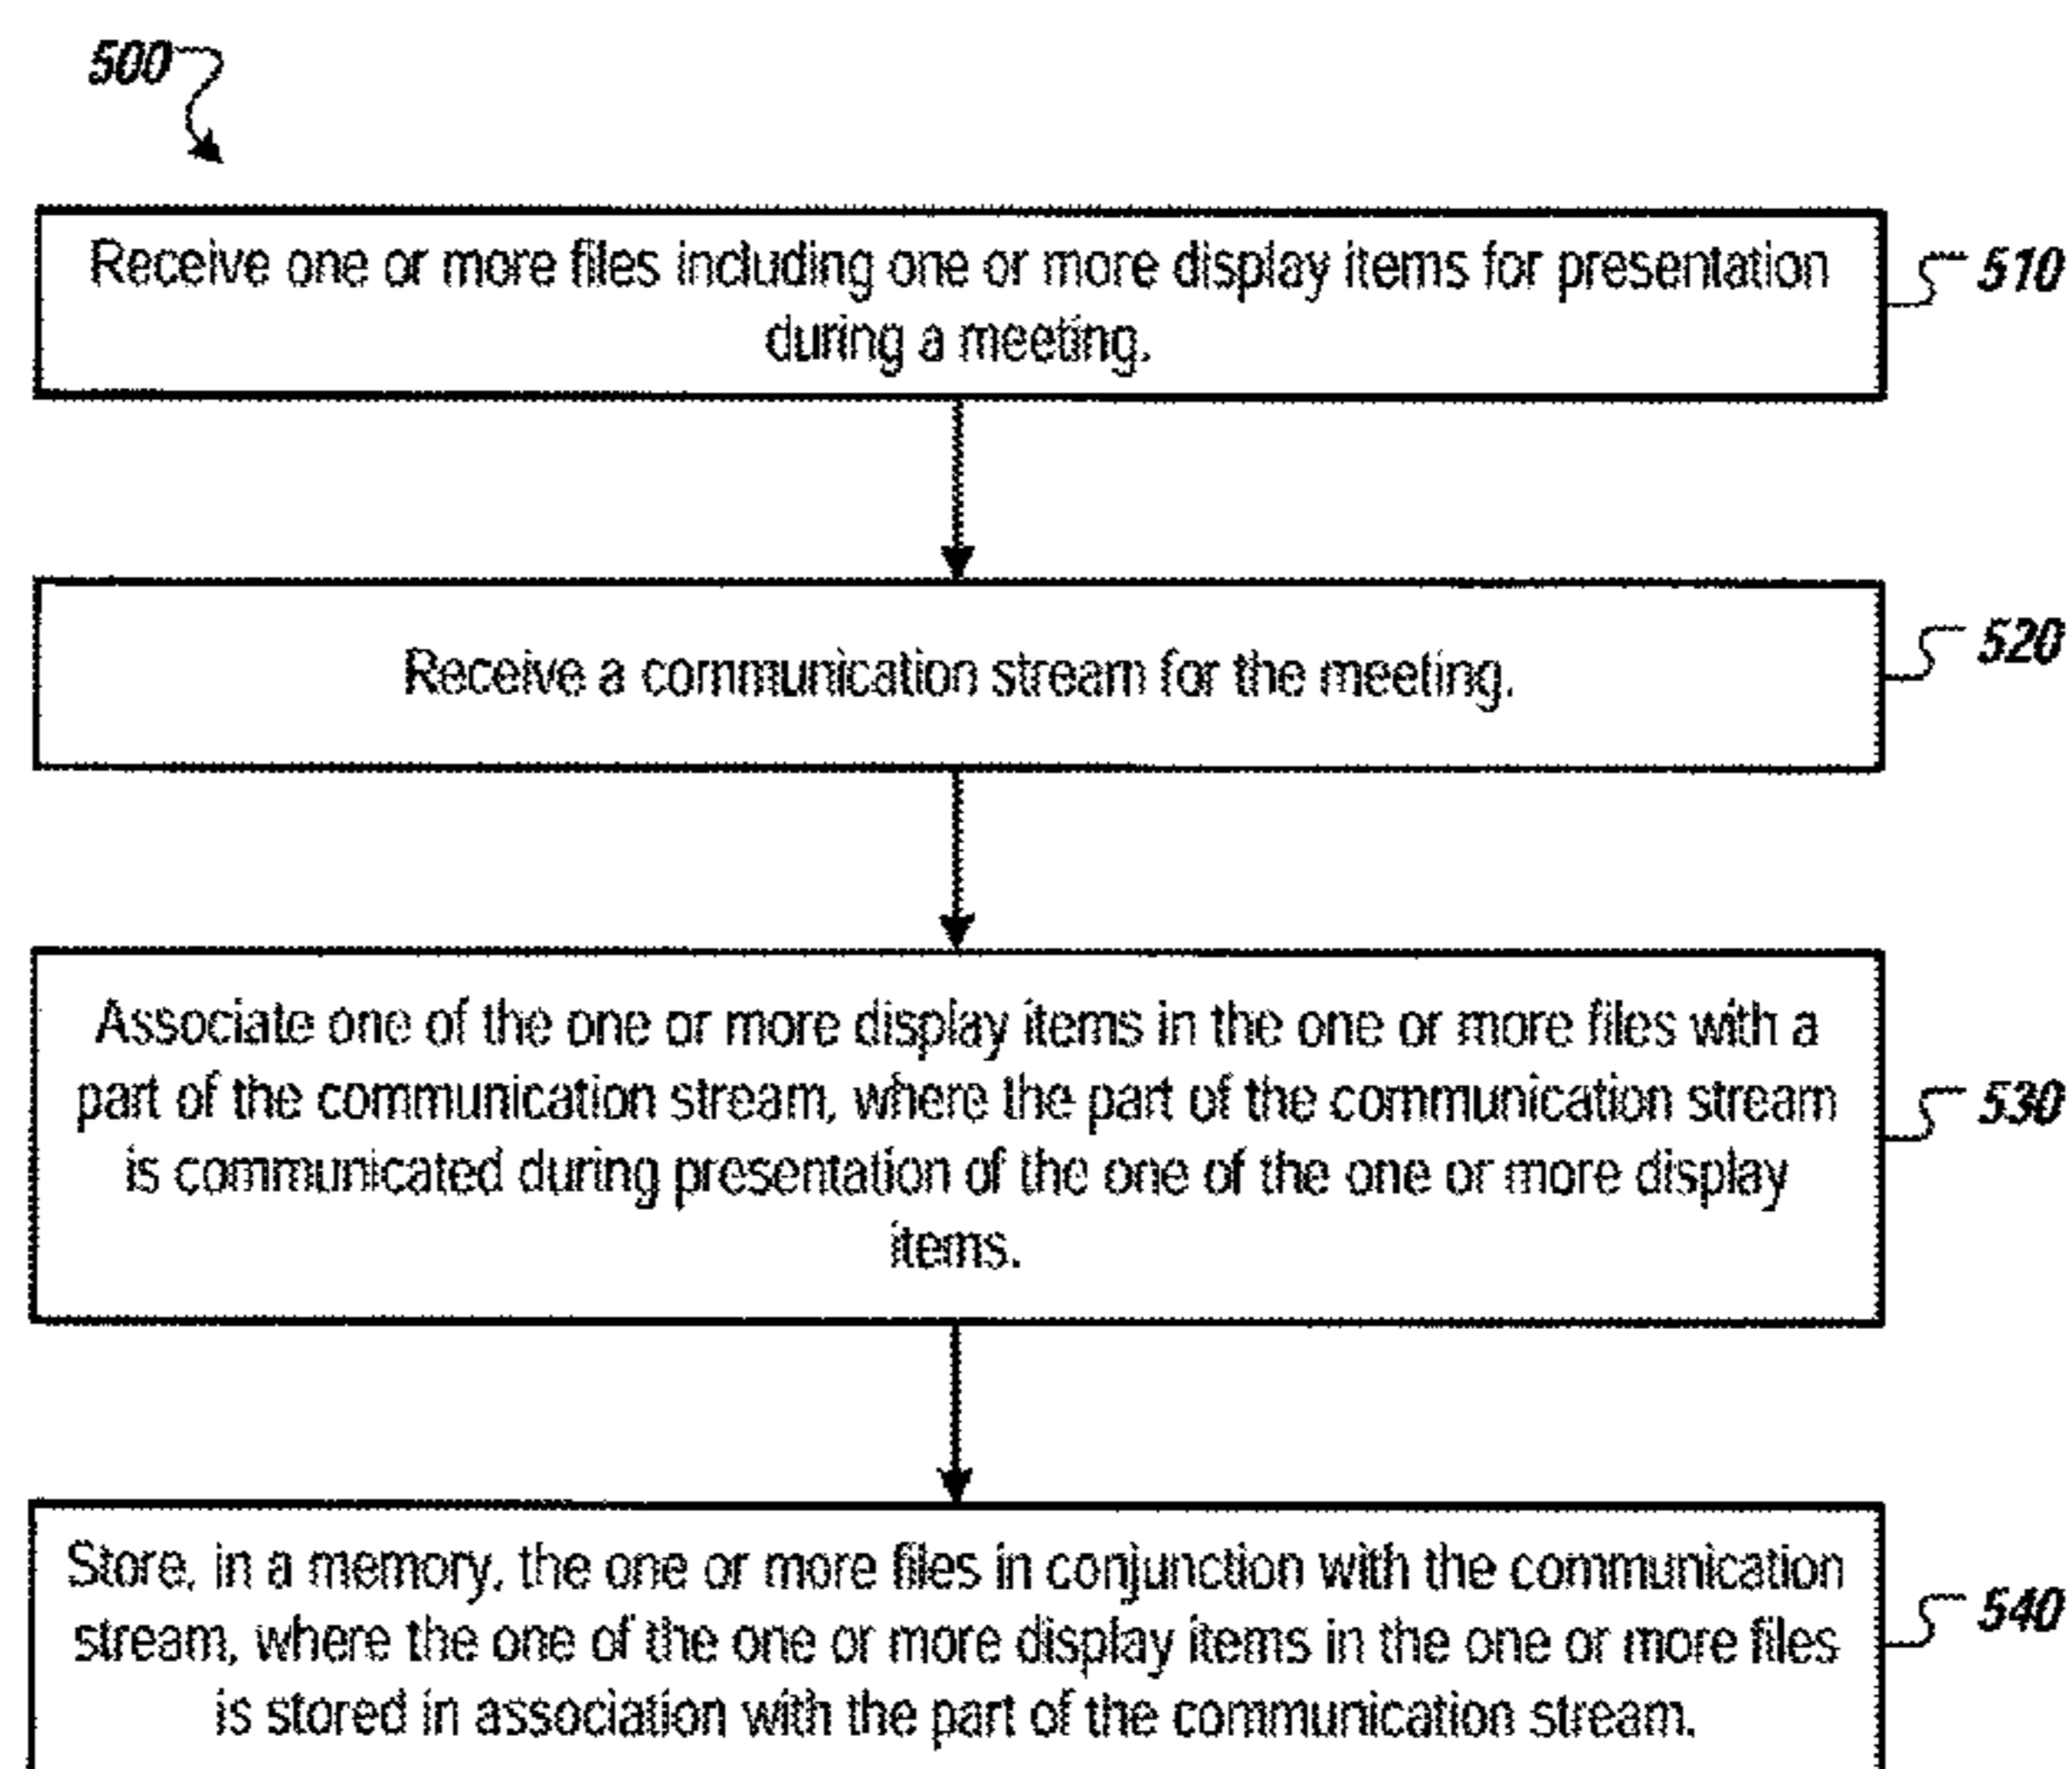 500
Receive one or more files including one or more display items for presentation
during a meeting.
510
Receive a communication stream for the meeting.
520
Associate one of the one or more display items in the one or more files with a
part of the communication stream, where the part of the communication stream
is communicated during presentation of the one of the one or more display
items.
530
Store, in a memory, the one or more files in conjunction with the communication
stream, where the one of the one or more display items in the one or more files
is stored in association with the part of the communication stream.
540